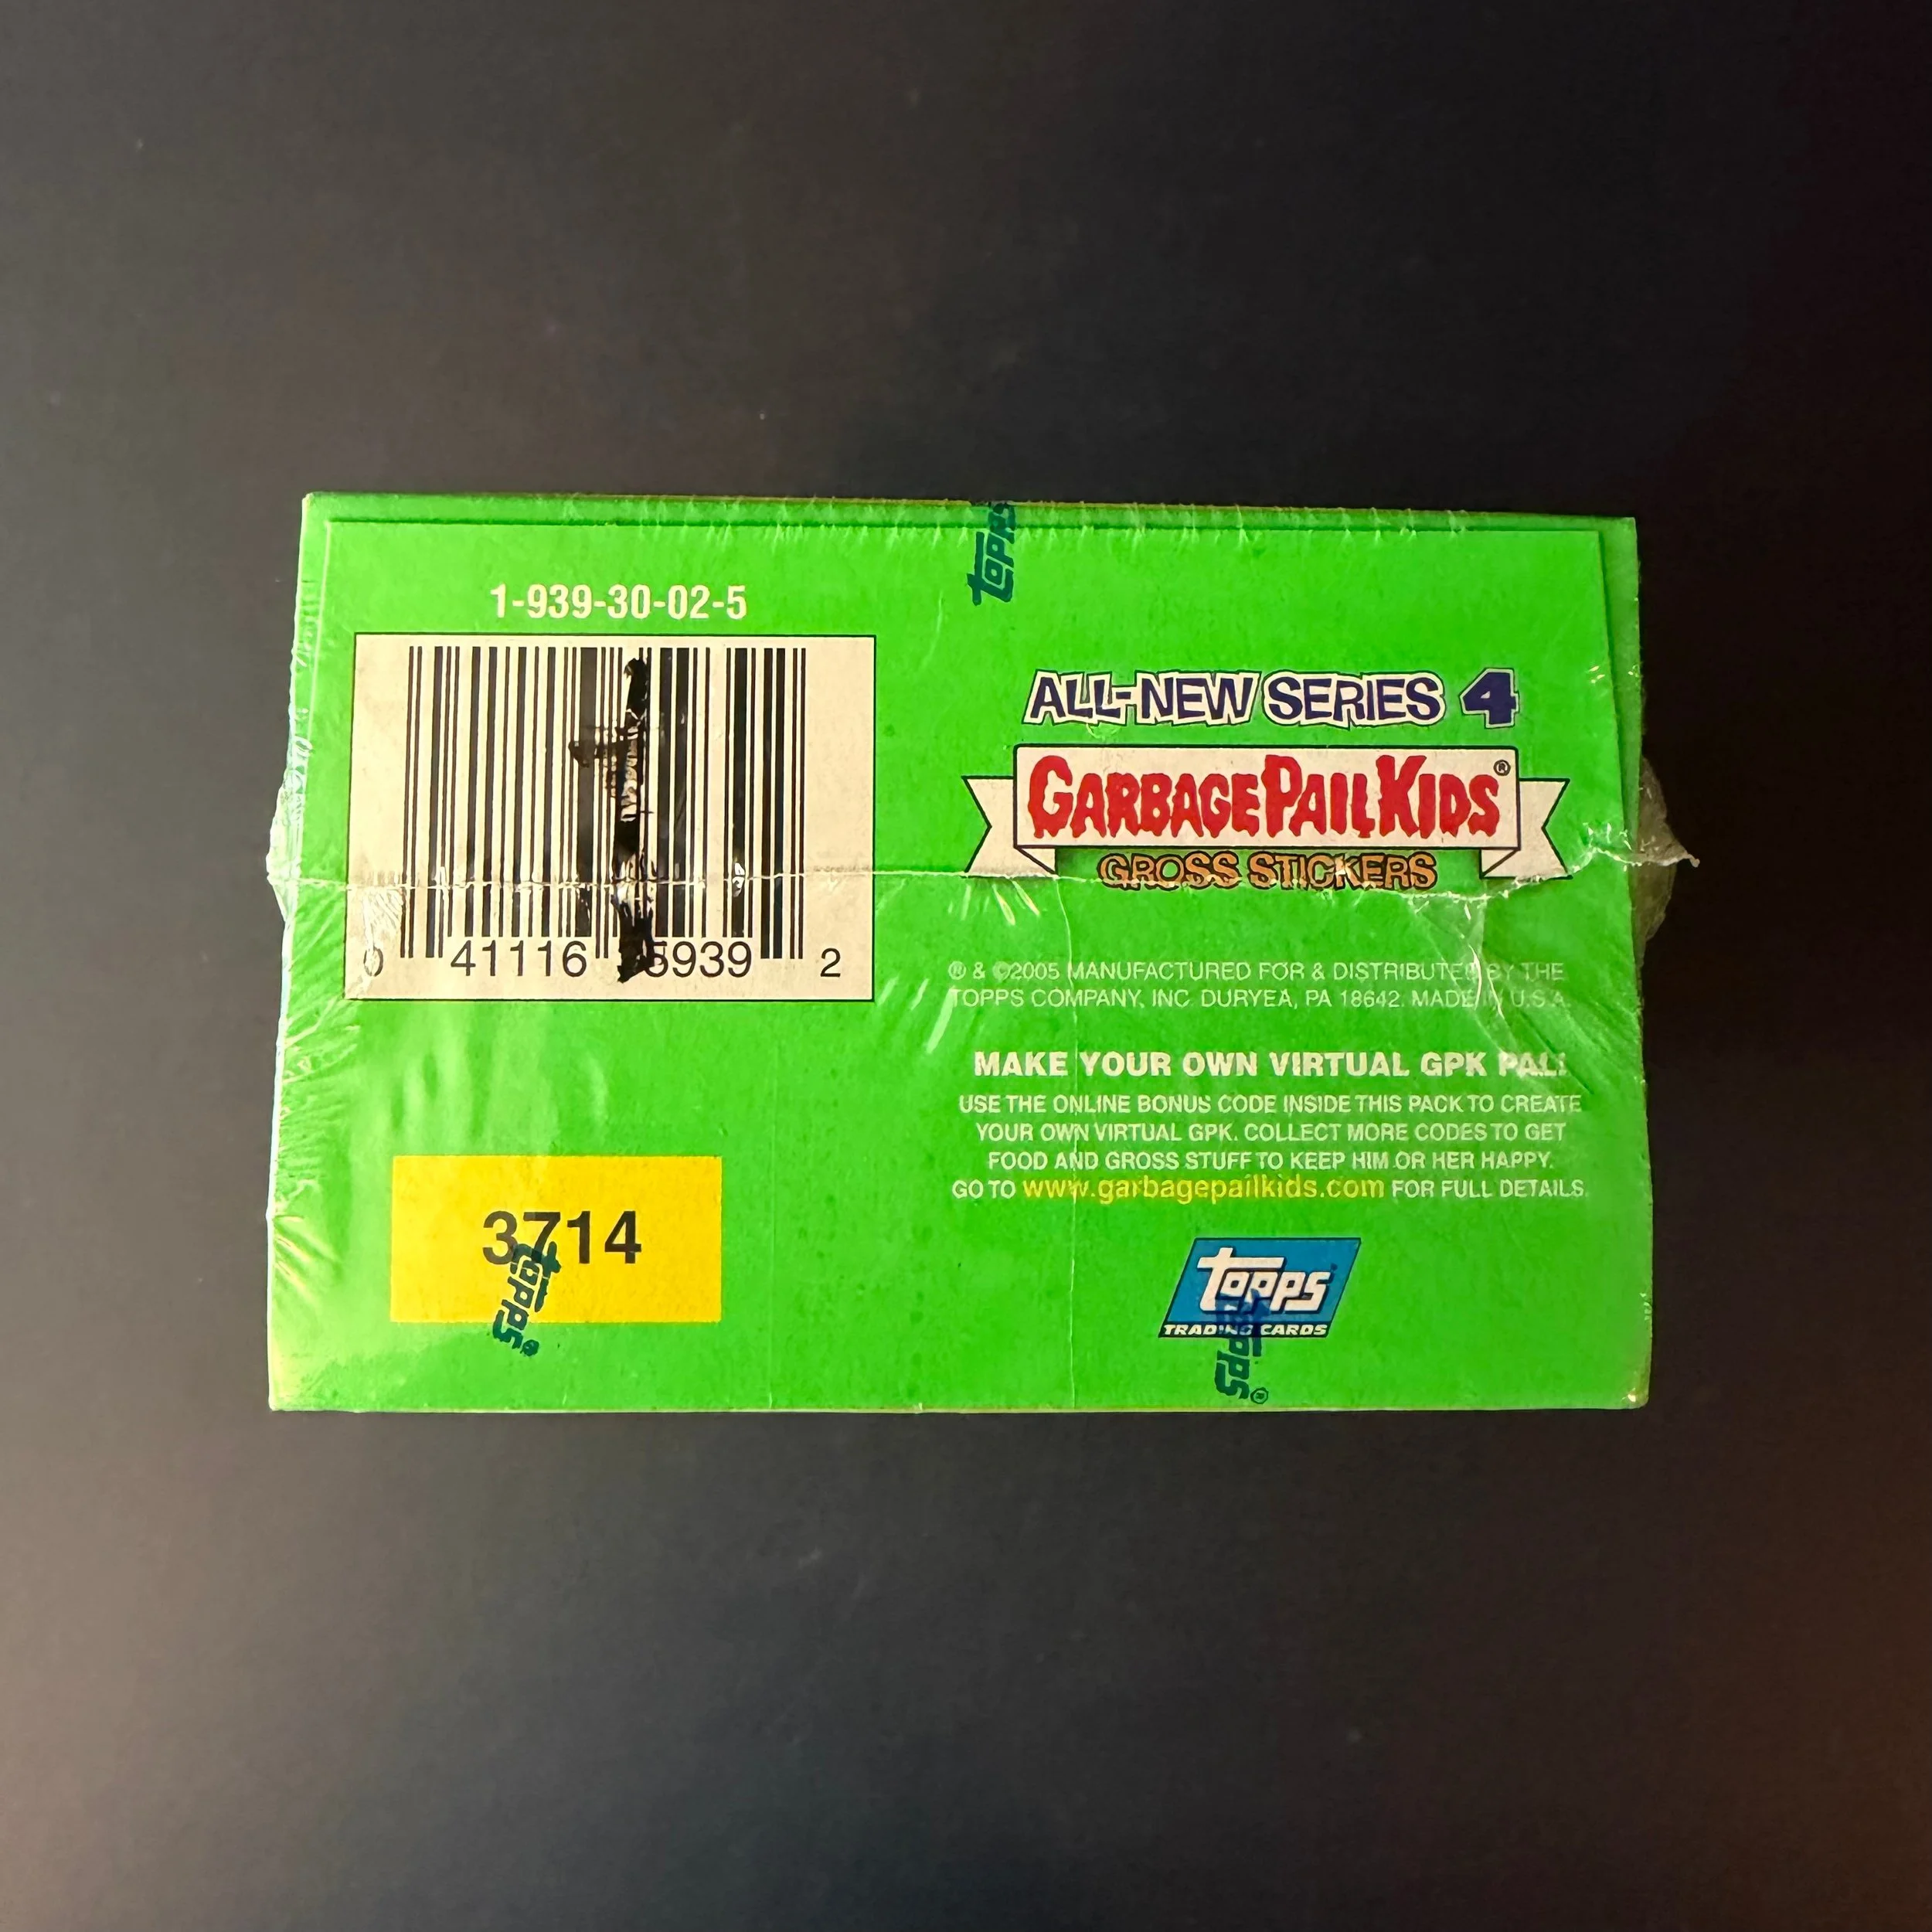 topps
1-939-30-02-5
0 41116 5939 2
ALL-NEW SERIES 4
GARBAGE PAIL KIDS®
GROSS STICKERS
® & ©2005 MANUFACTURED FOR & DISTRIBUTED BY THE
TOPPS COMPANY, INC. DURYEA, PA 18642. MADE IN U.S.A.
MAKE YOUR OWN VIRTUAL GPK PAL!
USE THE ONLINE BONUS CODE INSIDE THIS PACK TO CREATE
YOUR OWN VIRTUAL GPK. COLLECT MORE CODES TO GET
FOOD AND GROSS STUFF TO KEEP HIM OR HER HAPPY.
GO TO www.garbagepailkids.com FOR FULL DETAILS.
3714
topps®
topps®
TRADING CARDS
topps®